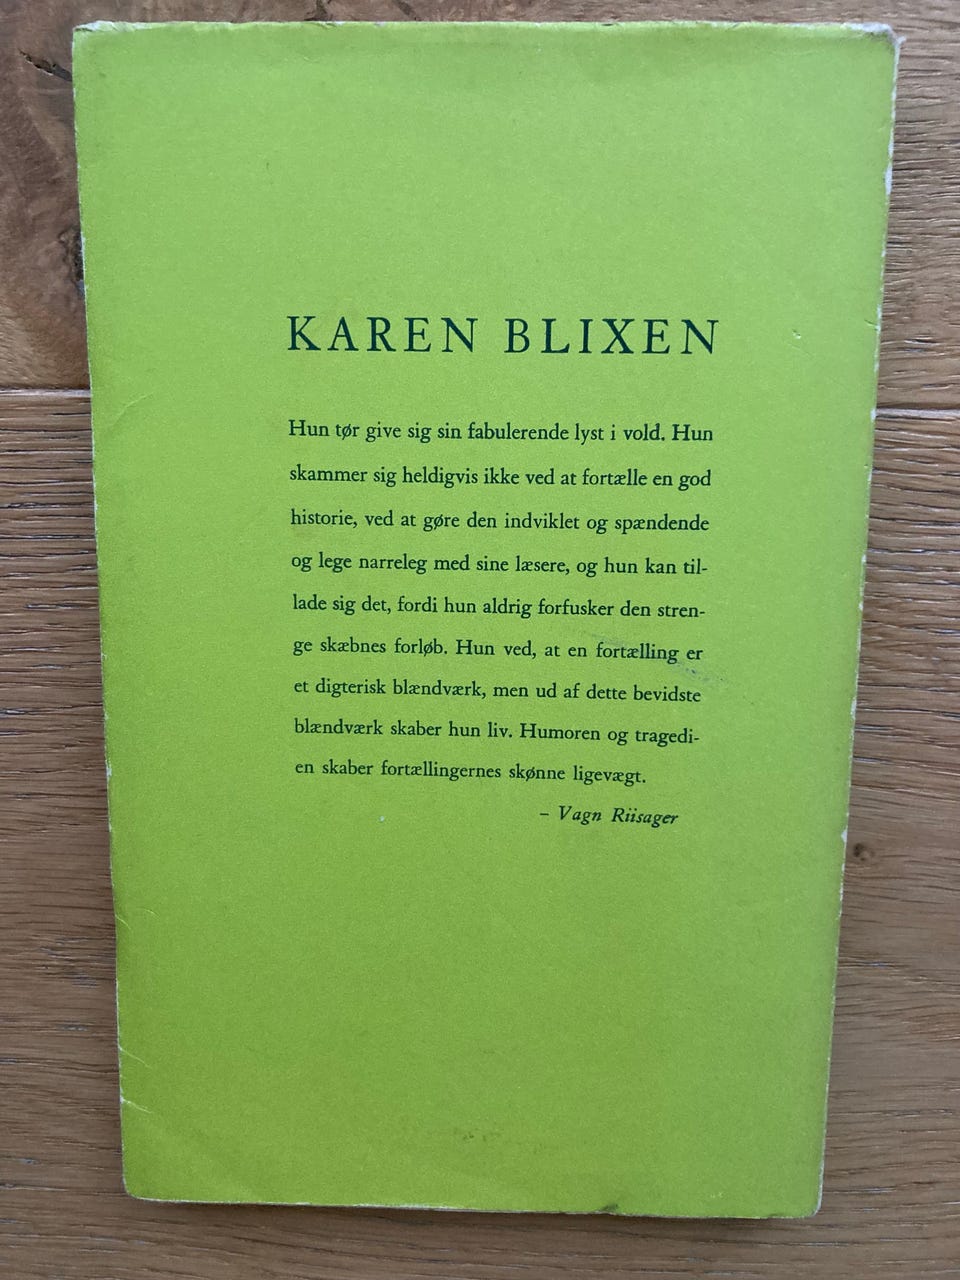 KAREN BLIXEN
Hun tør give sig sin fabulerende lyst i vold. Hun
skammer sig heldigvis ikke ved at fortælle en god
historie, ved at gøre den indviklet og spændende
og lege narreleg med sine læsere, og hun kan til-
lade sig det, fordi hun aldrig forfusker den stren-
ge skæbnes forløb. Hun ved, at en fortælling er
et digterisk blændværk, men ud af dette bevidste
blændværk skaber hun liv. Humoren og tragedi-
en skaber fortællingernes skønne ligevægt.
– Vagn Riisager